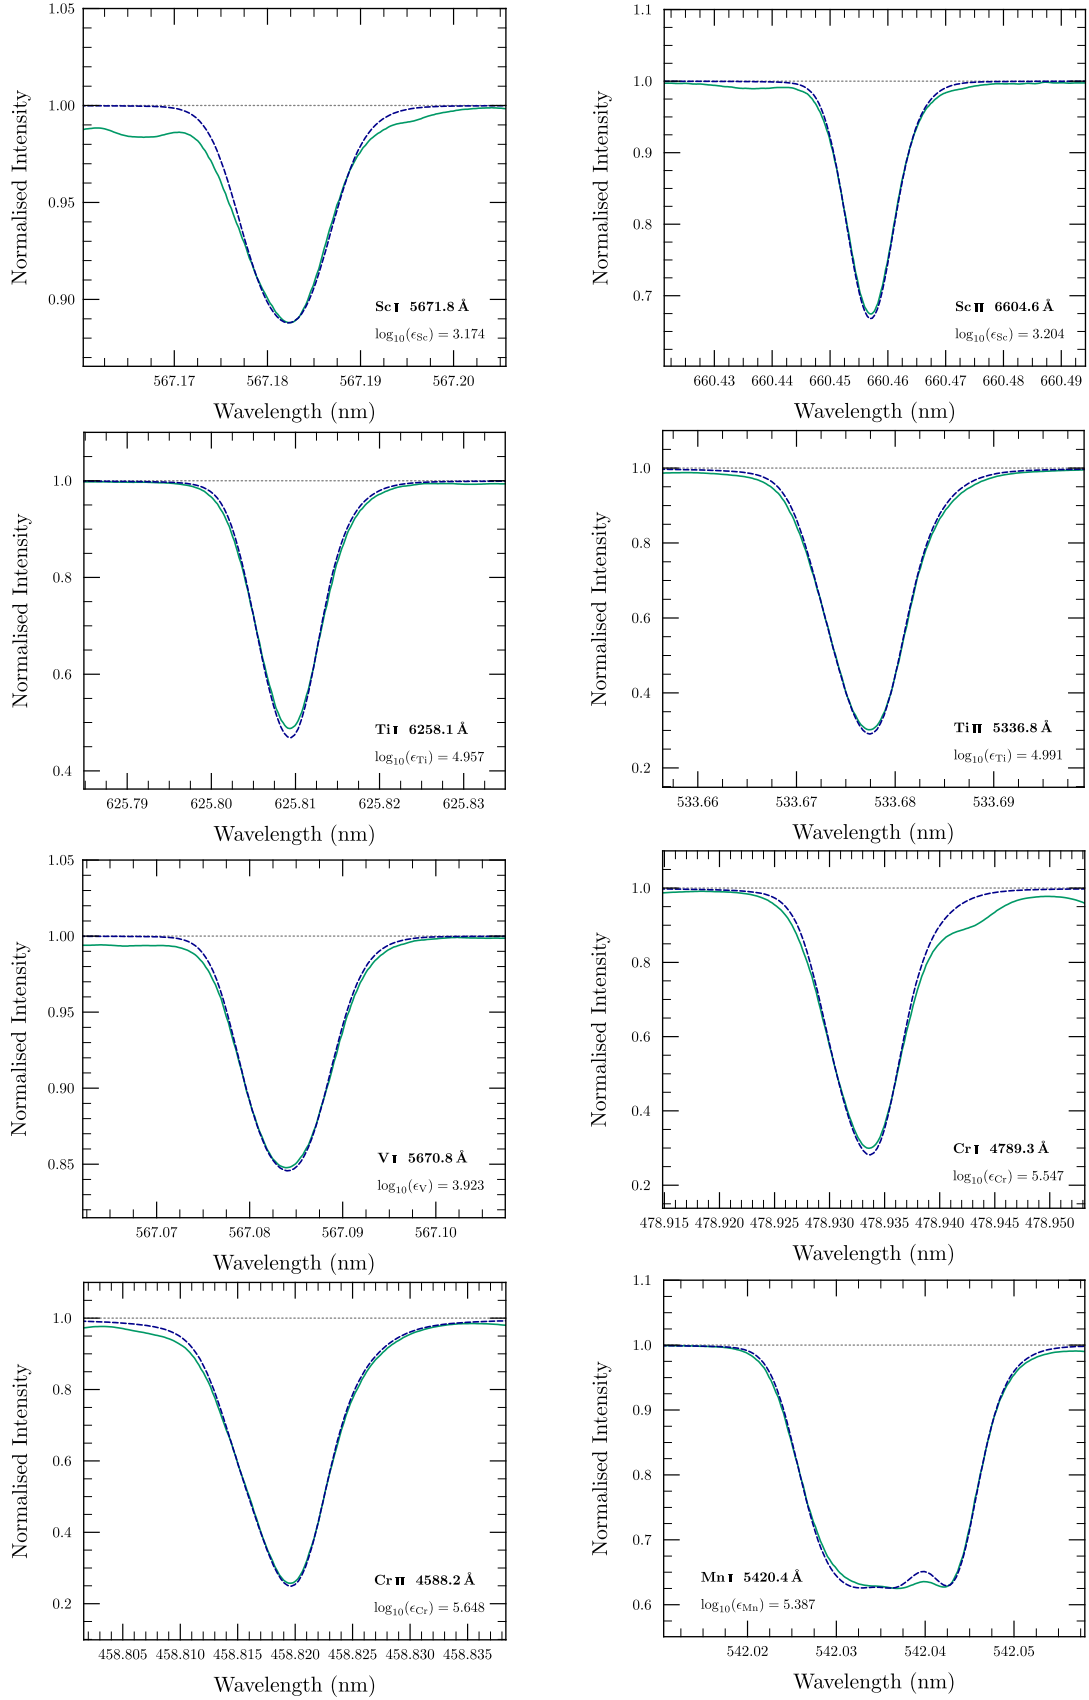 1.05
1.00
0.95
0.90
Normalised Intensity
Sc I 5671.8 Å
log₁₀(ϵ_Sc) = 3.174
567.17 567.18 567.19 567.20
Wavelength (nm)
1.1
1.0
0.9
0.8
0.7
Normalised Intensity
Sc II 6604.6 Å
log₁₀(ϵ_Sc) = 3.204
660.43 660.44 660.45 660.46 660.47 660.48 660.49
Wavelength (nm)
1.0
0.8
0.6
0.4
Normalised Intensity
Ti I 6258.1 Å
log₁₀(ϵ_Ti) = 4.957
625.79 625.80 625.81 625.82 625.83
Wavelength (nm)
1.0
0.8
0.6
0.4
0.2
Normalised Intensity
Ti II 5336.8 Å
log₁₀(ϵ_Ti) = 4.991
533.66 533.67 533.68 533.69
Wavelength (nm)
1.05
1.00
0.95
0.90
0.85
Normalised Intensity
V I 5670.8 Å
log₁₀(ϵ_V) = 3.923
567.07 567.08 567.09 567.10
Wavelength (nm)
1.0
0.8
0.6
0.4
0.2
Normalised Intensity
Cr I 4789.3 Å
log₁₀(ϵ_Cr) = 5.547
478.915 478.920 478.925 478.930 478.935 478.940 478.945 478.950
Wavelength (nm)
1.0
0.8
0.6
0.4
0.2
Normalised Intensity
Cr II 4588.2 Å
log₁₀(ϵ_Cr) = 5.648
458.805 458.810 458.815 458.820 458.825 458.830 458.835
Wavelength (nm)
1.1
1.0
0.9
0.8
0.7
0.6
Normalised Intensity
Mn I 5420.4 Å
log₁₀(ϵ_Mn) = 5.387
542.02 542.03 542.04 542.05
Wavelength (nm)